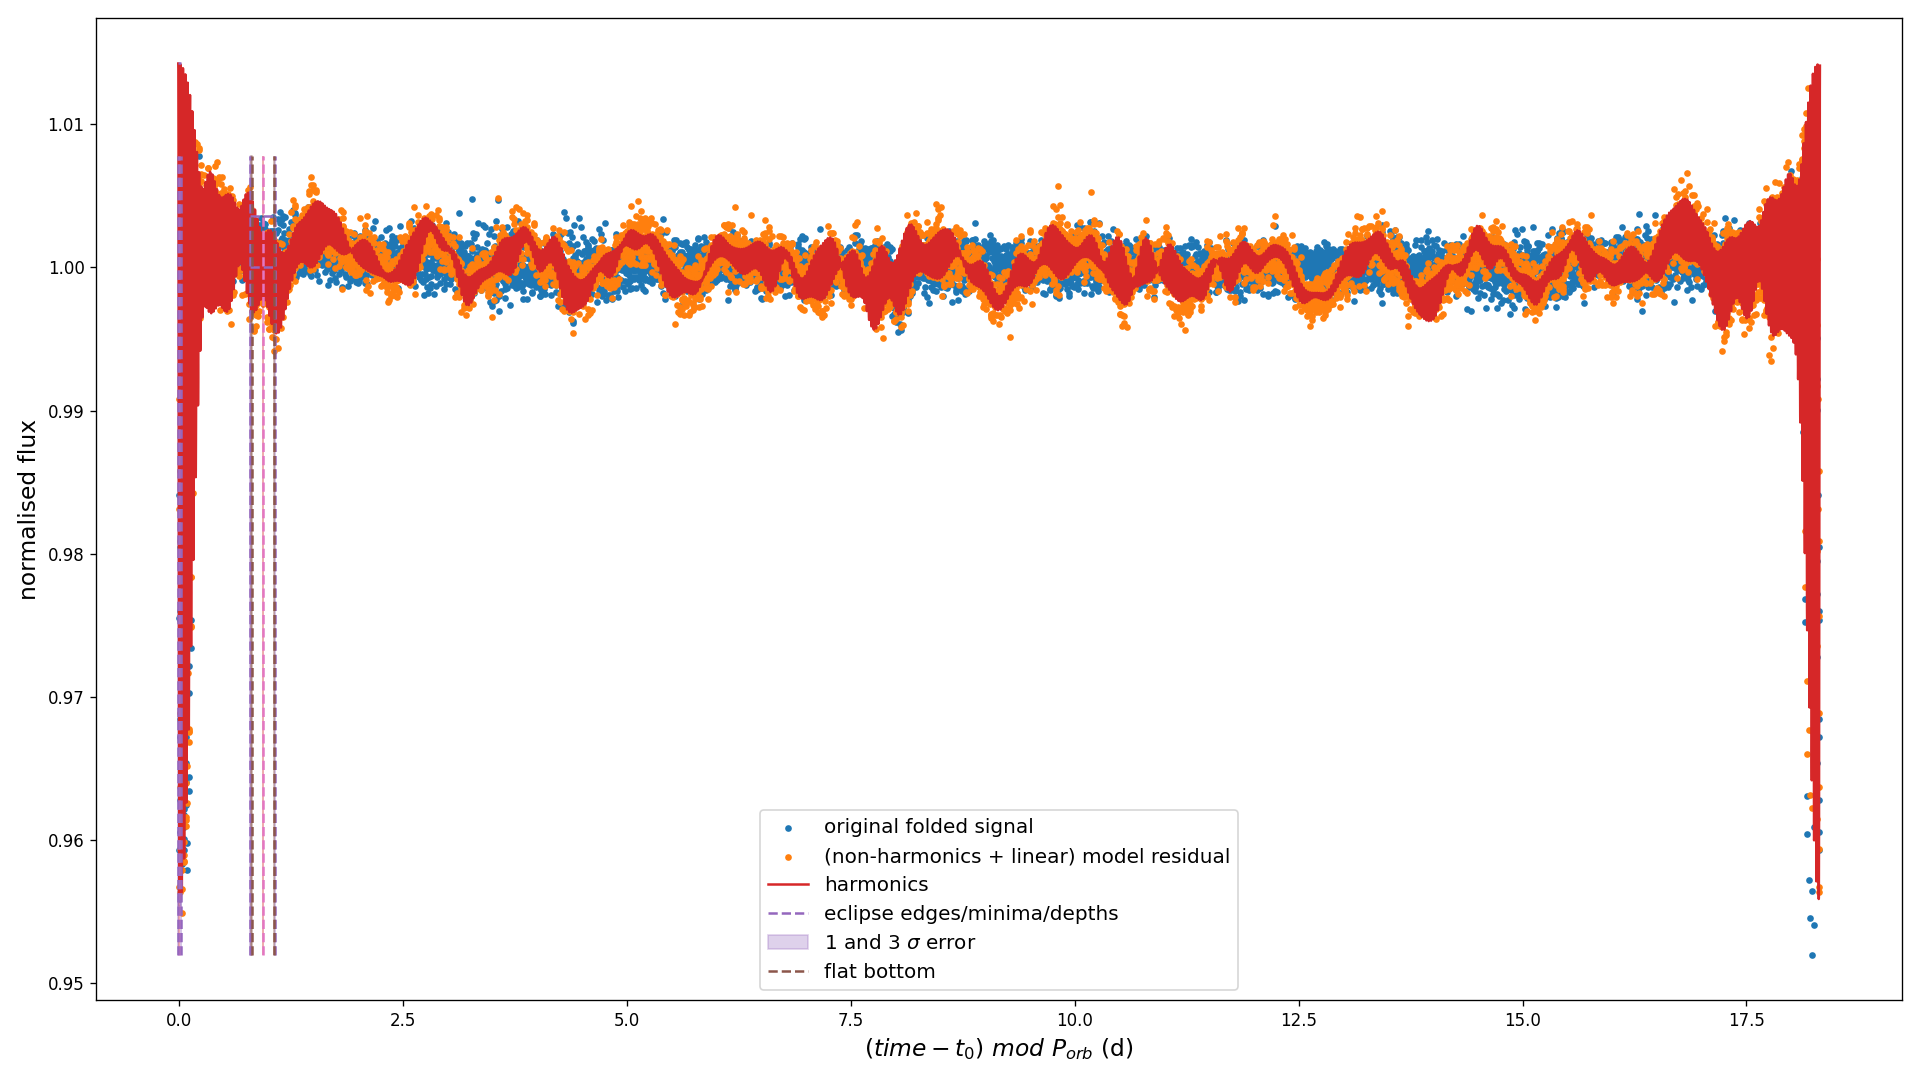 normalised flux
1.01
1.00
0.99
0.98
0.97
0.96
0.95
original folded signal
(non-harmonics + linear) model residual
harmonics
eclipse edges/minima/depths
1 and 3 σ error
flat bottom
0.0 2.5 5.0 7.5 10.0 12.5 15.0 17.5
(time − t₀) mod Pₒᵣb (d)